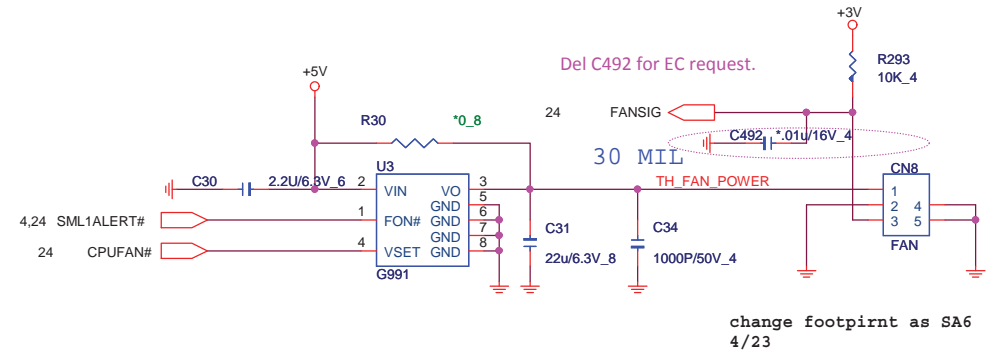 +3V
Del C492 for EC request.
R293
10K_4
+5V
24 FANSIG
R30 *0_8
C492 *.01u/16V_4
30 MIL
U3
CN8
C30 2.2U/6.3V_6 2 VIN VO 3 TH_FAN_POWER 1
GND 5
2 4
4,24 SML1ALERT# 1 FON# GND 6
3 5
GND 7
24 CPUFAN# 4 VSET GND 8
G991
C31
22u/6.3V_8
C34
1000P/50V_4
FAN
change footpirnt as SA6
4/23